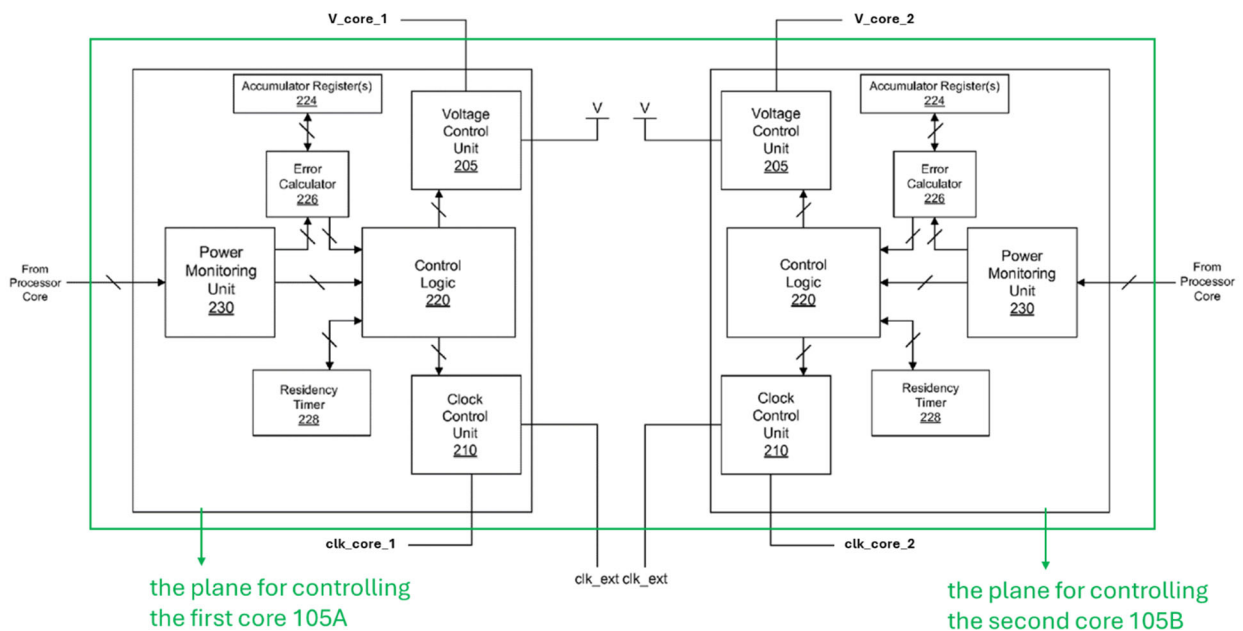 V_core_1
V_core_2
Accumulator Register(s)
224
Voltage
Control
Unit
205
Error
Calculator
226
Power
Monitoring
Unit
230
Control
Logic
220
From
Processor
Core
Residency
Timer
228
Clock
Control
Unit
210
V
V
Voltage
Control
Unit
205
Accumulator Register(s)
224
Error
Calculator
226
Control
Logic
220
Power
Monitoring
Unit
230
From
Processor
Core
Clock
Control
Unit
210
Residency
Timer
228
clk_core_1
clk_core_2
clk_ext clk_ext
the plane for controlling
the first core 105A
the plane for controlling
the second core 105B